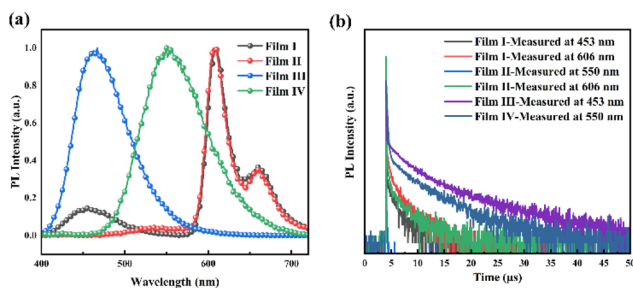 (a)
1.0
0.8
0.6
0.4
0.2
0.0
PL Intensity (a.u.)
400
500
600
700
Wavelength (nm)
Film I
Film II
Film III
Film IV
(b)
PL Intensity (a.u.)
Film I-Measured at 453 nm
Film I-Measured at 606 nm
Film II-Measured at 550 nm
Film II-Measured at 606 nm
Film III-Measured at 453 nm
Film IV-Measured at 550 nm
0
5
10
15
20
25
30
35
40
45
50
Time (μs)